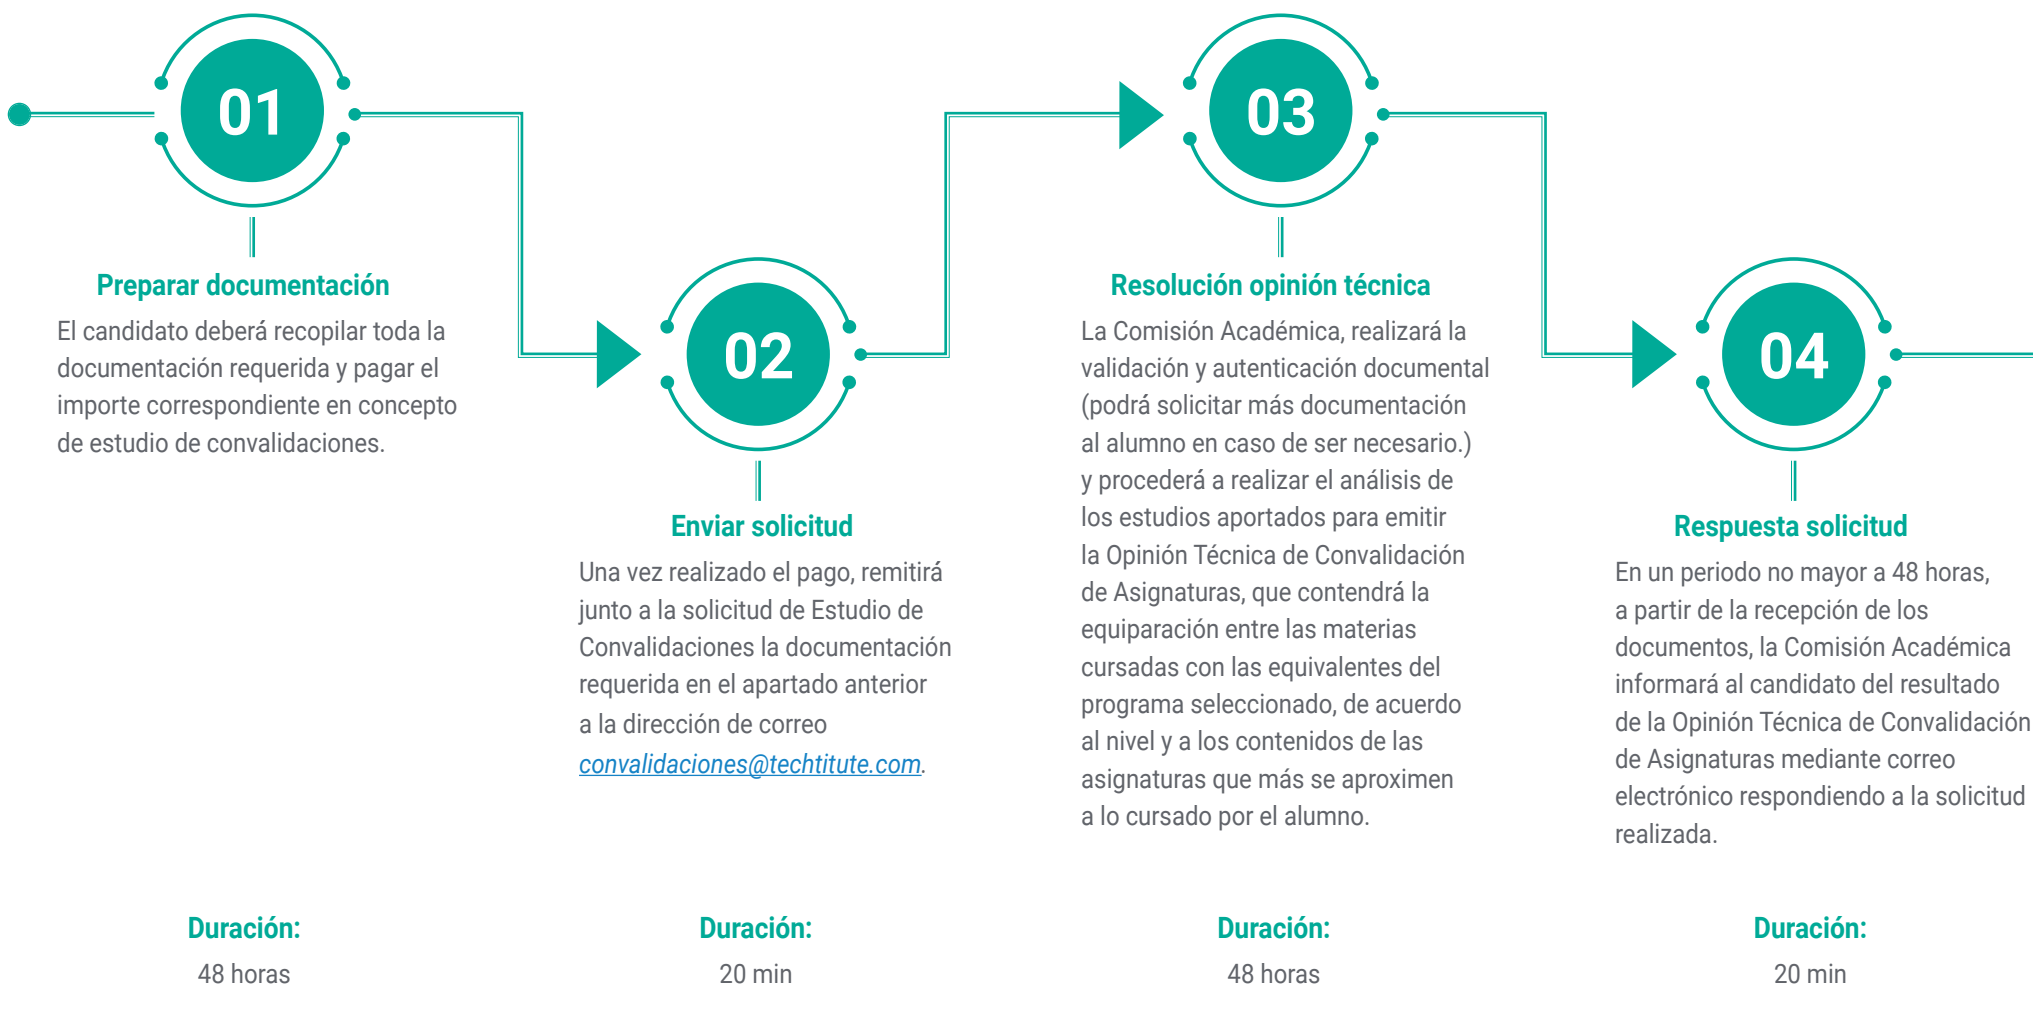 01
Preparar documentación
El candidato deberá recopilar toda la
documentación requerida y pagar el
importe correspondiente en concepto
de estudio de convalidaciones.
Duración:
48 horas
02
Enviar solicitud
Una vez realizado el pago, remitirá
junto a la solicitud de Estudio de
Convalidaciones la documentación
requerida en el apartado anterior
a la dirección de correo
convalidaciones@techtitute.com.
Duración:
20 min
03
Resolución opinión técnica
La Comisión Académica, realizará la
validación y autenticación documental
(podrá solicitar más documentación
al alumno en caso de ser necesario.)
y procederá a realizar el análisis de
los estudios aportados para emitir
la Opinión Técnica de Convalidación
de Asignaturas, que contendrá la
equiparación entre las materias
cursadas con las equivalentes del
programa seleccionado, de acuerdo
al nivel y a los contenidos de las
asignaturas que más se aproximen
a lo cursado por el alumno.
Duración:
48 horas
04
Respuesta solicitud
En un periodo no mayor a 48 horas,
a partir de la recepción de los
documentos, la Comisión Académica
informará al candidato del resultado
de la Opinión Técnica de Convalidación
de Asignaturas mediante correo
electrónico respondiendo a la solicitud
realizada.
Duración:
20 min